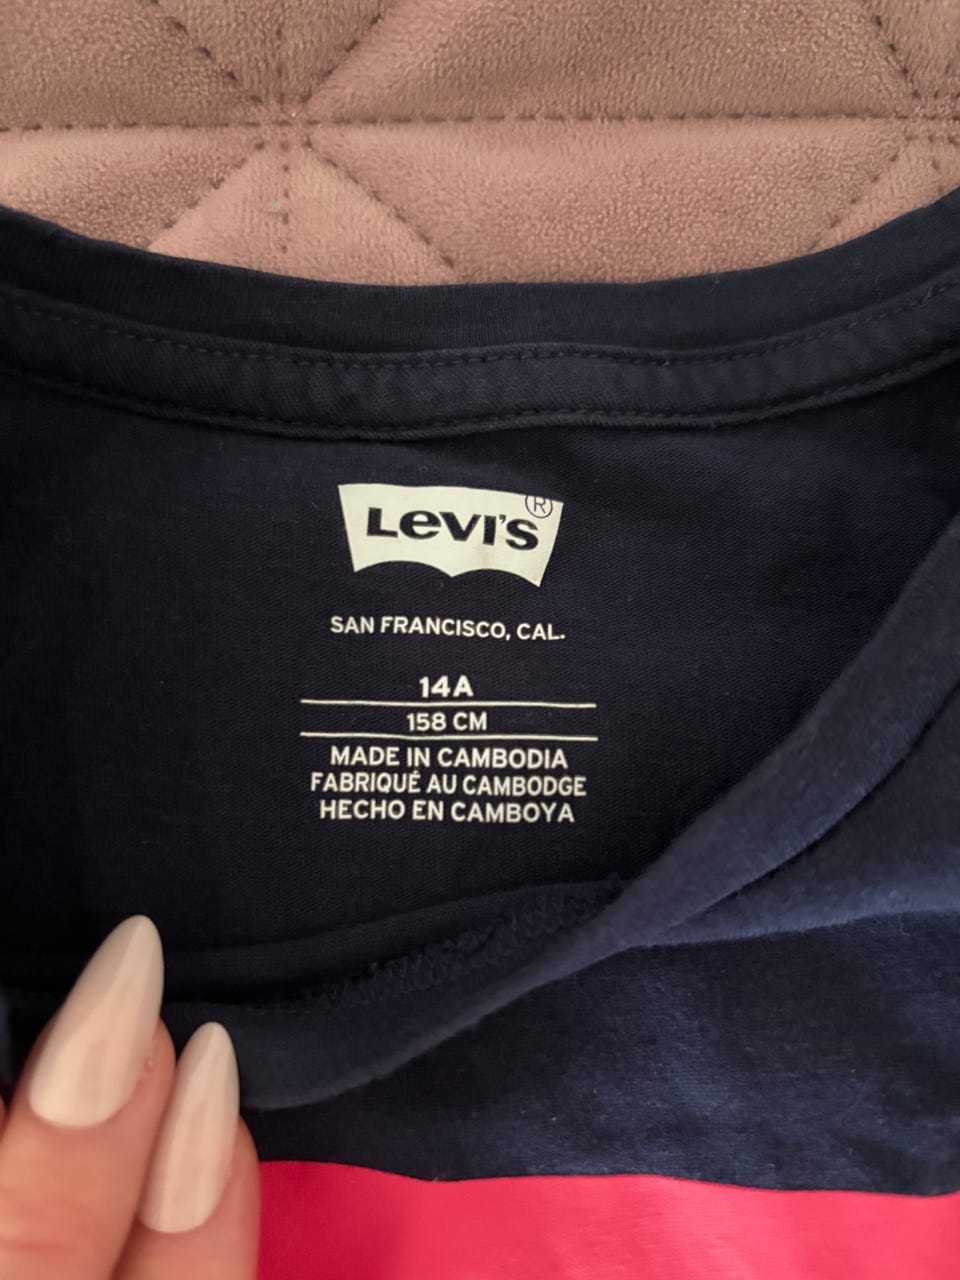 Levi's®
SAN FRANCISCO, CAL.
14A
158 CM
MADE IN CAMBODIA
FABRIQUÉ AU CAMBODGE
HECHO EN CAMBOYA